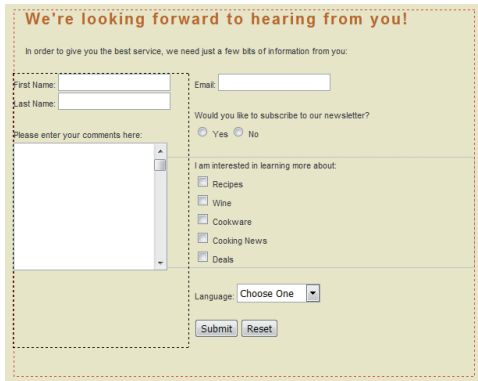 We're looking forward to hearing from you!
In order to give you the best service, we need just a few bits of information from you:
First Name:
Last Name:
Please enter your comments here:
Email:
Would you like to subscribe to our newsletter?
Yes No
I am interested in learning more about:
Recipes
Wine
Cookware
Cooking News
Deals
Language: Choose One
Submit Reset